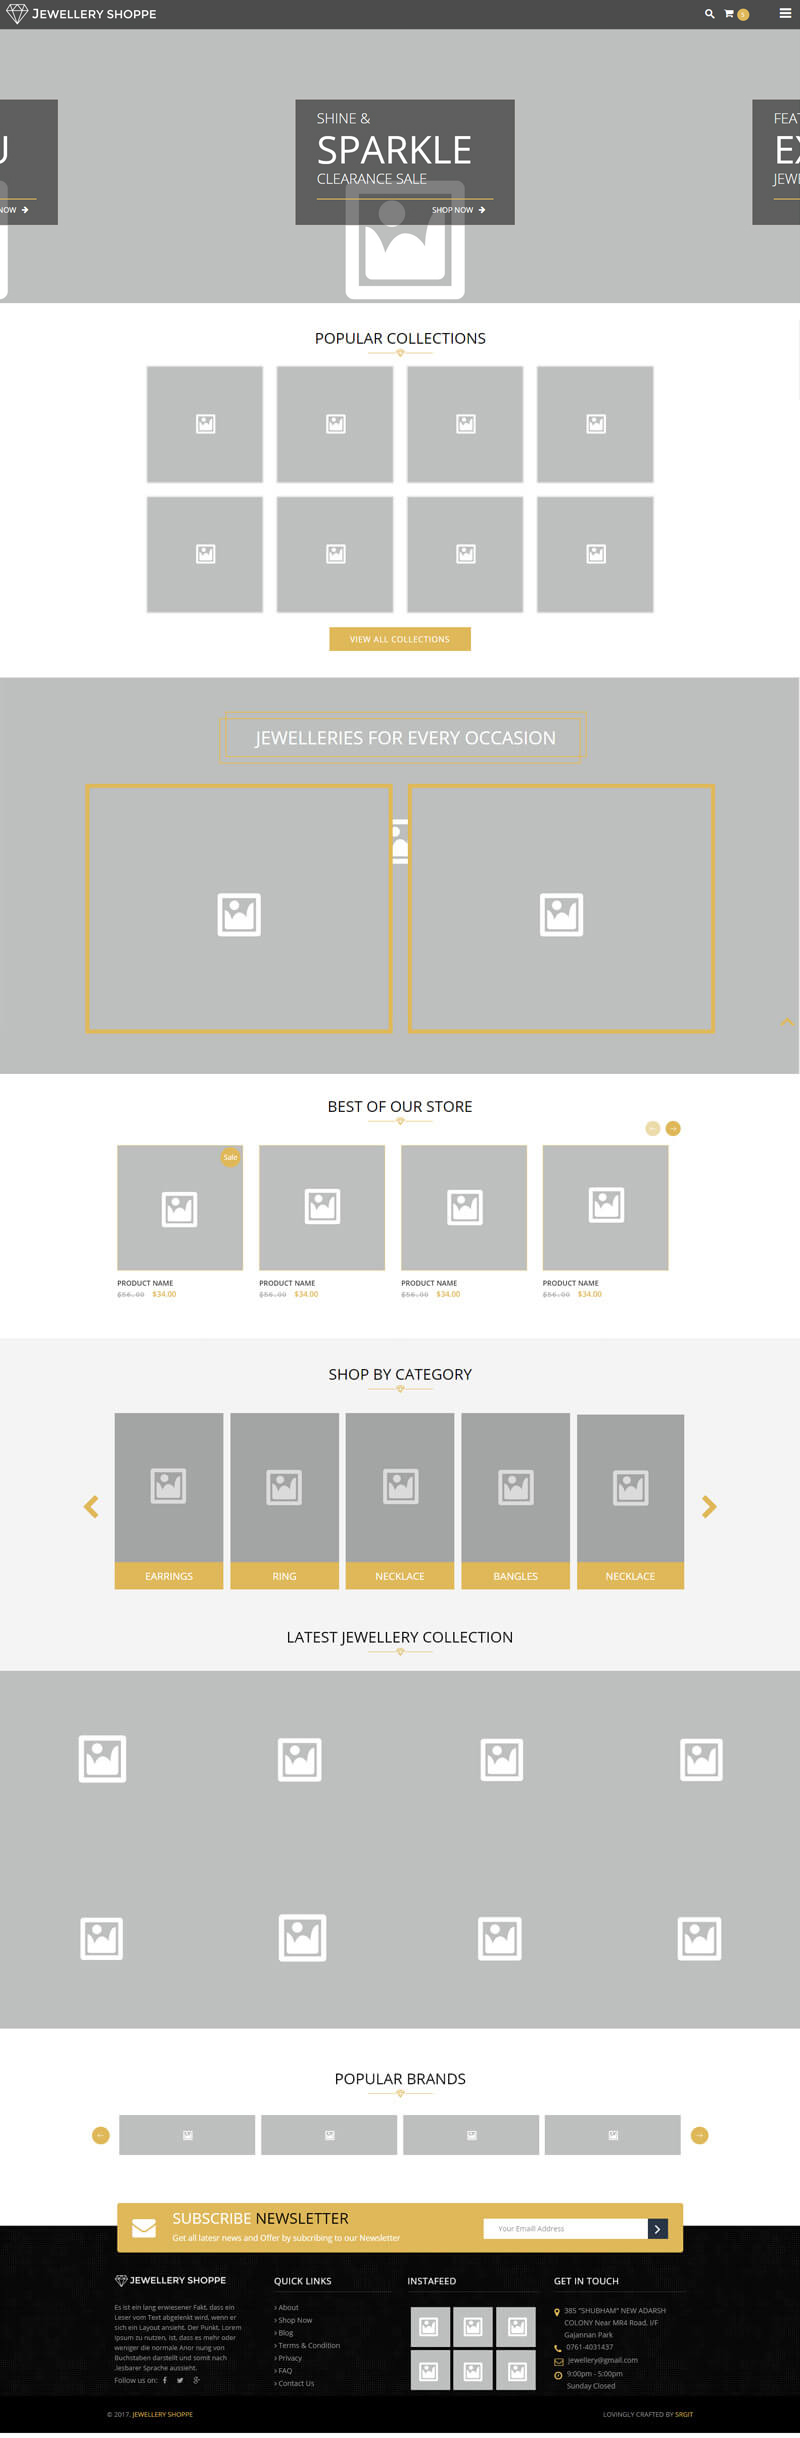 JEWELLERY SHOPPE
5
U
SHINE &
SPARKLE
CLEARANCE SALE
SHOP NOW
NOW
FEAT
EX
JEWE
POPULAR COLLECTIONS
VIEW ALL COLLECTIONS
JEWELLERIES FOR EVERY OCCASION
BEST OF OUR STORE
Sale
PRODUCT NAME
$56.00 $34.00
PRODUCT NAME
$56.00 $34.00
PRODUCT NAME
$56.00 $34.00
PRODUCT NAME
$56.00 $34.00
SHOP BY CATEGORY
EARRINGS
RING
NECKLACE
BANGLES
NECKLACE
LATEST JEWELLERY COLLECTION
POPULAR BRANDS
SUBSCRIBE NEWSLETTER
Get all latesr news and Offer by subcribing to our Newsletter
Your Emaill Address
JEWELLERY SHOPPE
Es ist ein lang erwiesener Fakt, dass ein
Leser vom Text abgelenkt wird, wenn er
sich ein Layout ansieht. Der Punkt, Lorem
Ipsum zu nutzen, ist, dass es mehr oder
weniger die normale Anor nung von
Buchstaben darstellt und somit nach
.lesbarer Sprache aussieht.
Follow us on:
QUICK LINKS
About
Shop Now
Blog
Terms & Condition
Privacy
FAQ
Contact Us
INSTAFEED
GET IN TOUCH
385 "SHUBHAM" NEW ADARSH
COLONY Near MR4 Road, I/F
Gajannan Park
0761-4031437
jewellery@gmail.com
9:00pm - 5:00pm
Sunday Closed
© 2017, JEWELLERY SHOPPE
LOVINGLY CRAFTED BY SRGIT